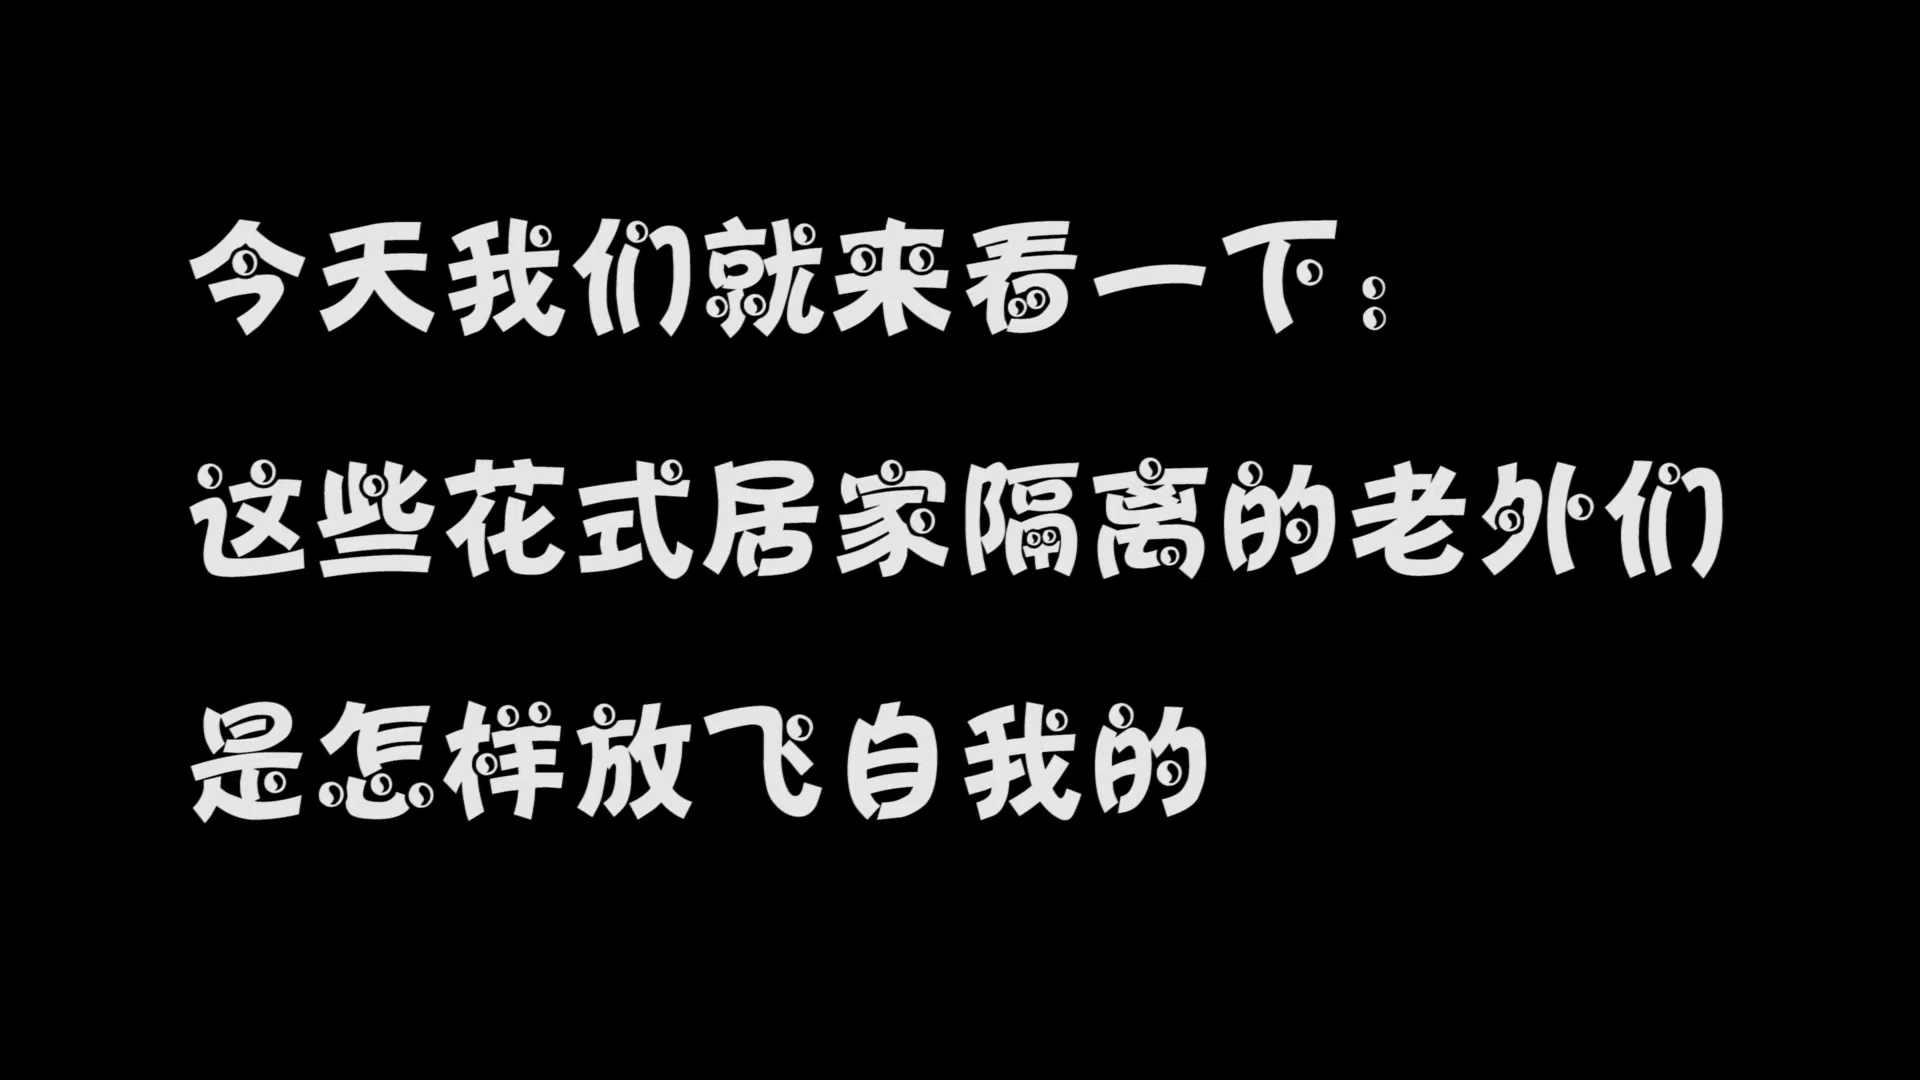 今天我们就来看一下：
这些花式居家隔离的老外们
是怎样放飞自我的